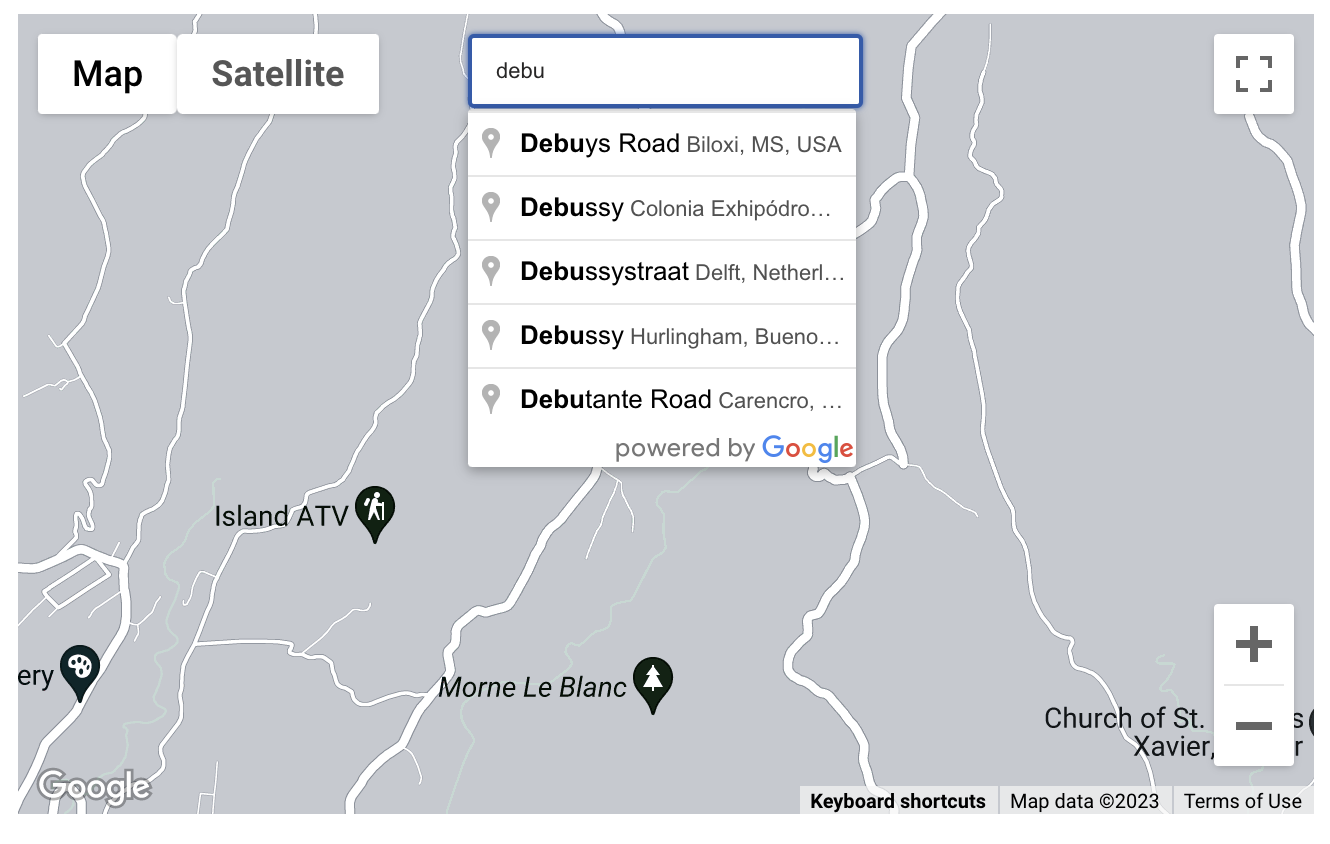 Map
Satellite
debu
Debuys Road Biloxi, MS, USA
Debussy Colonia Exhipódro…
Debussystraat Delft, Netherl…
Debussy Hurlingham, Bueno…
Debutante Road Carencro, …
powered by Google
Island ATV
ery
Morne Le Blanc
Church of St. s
Xavier, r
Google
Keyboard shortcuts
Map data ©2023
Terms of Use